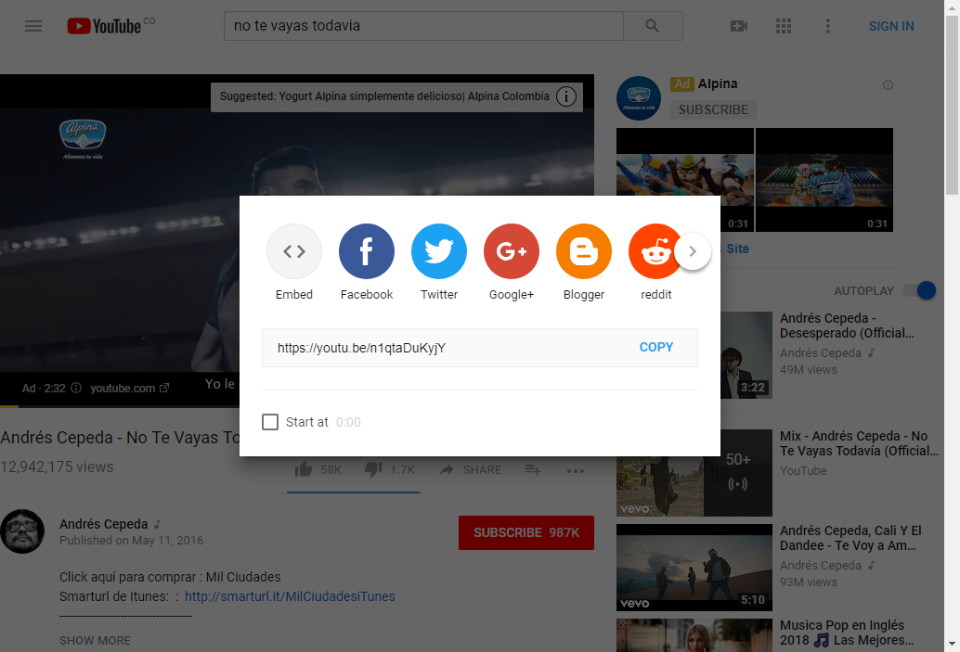 YouTube CO
no te vayas todavia
SIGN IN
Suggested: Yogurt Alpina simplemente delicioso| Alpina Colombia
Alpina
Alimenta tu vida
Ad Alpina
SUBSCRIBE
0:31
0:31
Site
Embed
Facebook
Twitter
G+
Google+
Blogger
reddit
https://youtu.be/n1qtaDuKyjY
COPY
Start at 0:00
Ad · 2:32
youtube.com
Yo le
AUTOPLAY
Andrés Cepeda -
Desesperado (Official...
Andrés Cepeda
49M views
3:22
Andrés Cepeda - No Te Vayas To
12,942,175 views
58K
1.7K
SHARE
50+
vevo
Mix - Andrés Cepeda - No
Te Vayas Todavía (Official...
YouTube
Andrés Cepeda
Published on May 11, 2016
SUBSCRIBE 987K
5:10
vevo
Andrés Cepeda, Cali Y El
Dandee - Te Voy a Am...
Andrés Cepeda
93M views
Click aquí para comprar : Mil Ciudades
Smarturl de Itunes: : http://smarturl.it/MilCiudadesiTunes
-------------------------------------
SHOW MORE
Musica Pop en Inglés
2018 🎵 Las Mejores...